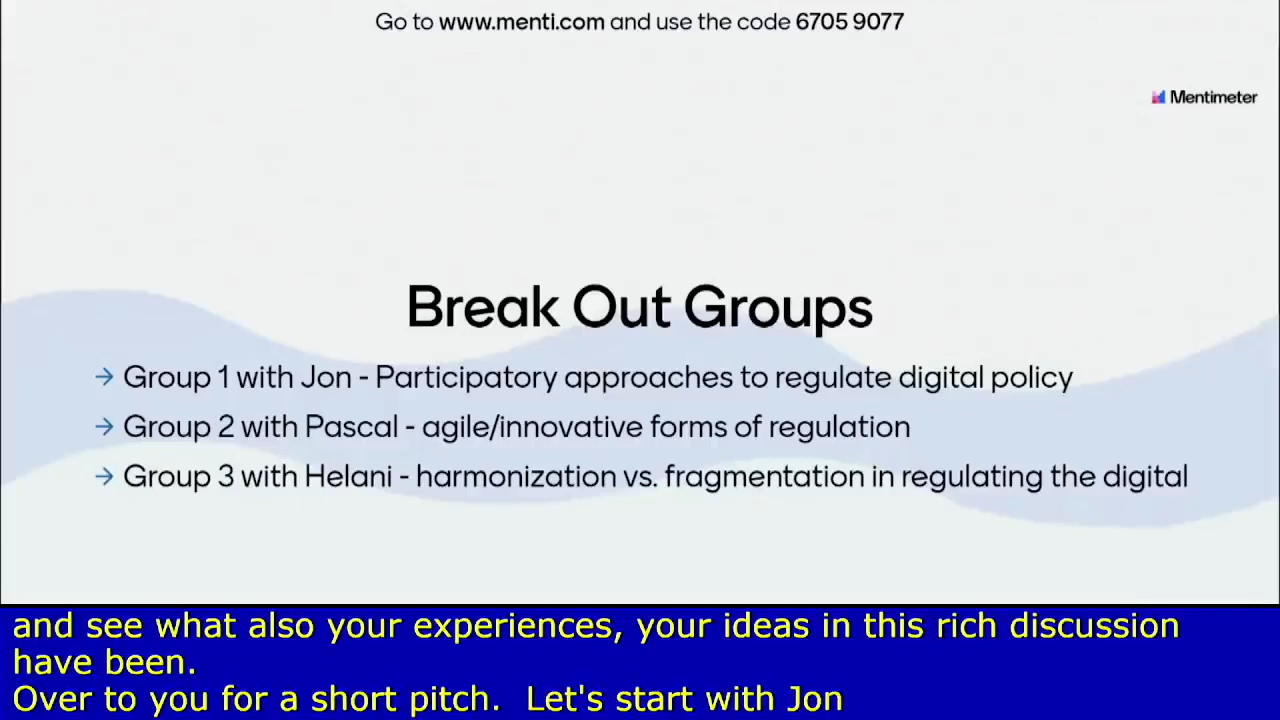 Go to www.menti.com and use the code 6705 9077
Mentimeter
Break Out Groups
→ Group 1 with Jon - Participatory approaches to regulate digital policy
→ Group 2 with Pascal - agile/innovative forms of regulation
→ Group 3 with Helani - harmonization vs. fragmentation in regulating the digital
and see what also your experiences, your ideas in this rich discussion
have been.
Over to you for a short pitch.  Let's start with Jon